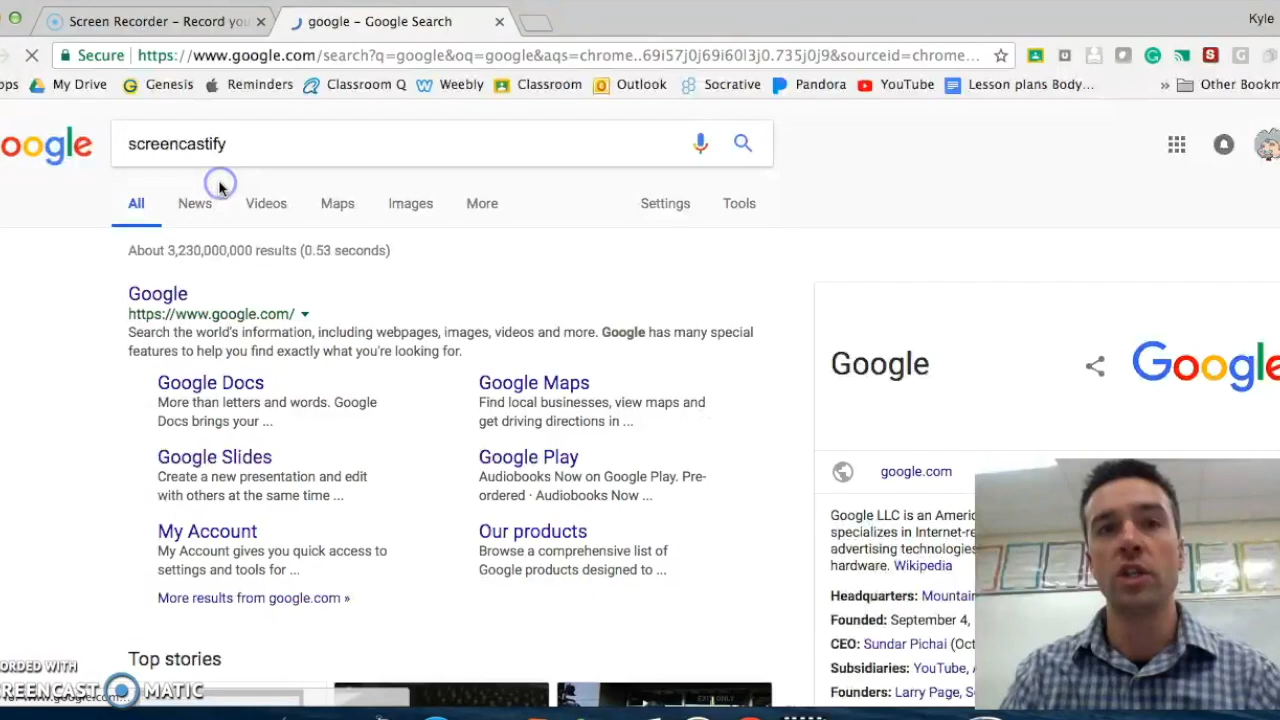 Screen Recorder – Record you
google – Google Search
Kyle
Secure https://www.google.com/search?q=google&oq=google&aqs=chrome..69i57j0j69i60l3j0.735j0j9&sourceid=chrome...
pps My Drive Genesis Reminders Classroom Q Weebly Classroom Outlook Socrative Pandora YouTube Lesson plans Body... » Other Bookm
oogle screencastify
All News Videos Maps Images More Settings Tools
About 3,230,000,000 results (0.53 seconds)
Google
https://www.google.com/
Search the world's information, including webpages, images, videos and more. Google has many special
features to help you find exactly what you're looking for.
Google Docs
More than letters and words. Google
Docs brings your ...
Google Maps
Find local businesses, view maps and
get driving directions in ...
Google Slides
Create a new presentation and edit
with others at the same time ...
Google Play
Audiobooks Now on Google Play. Pre-
ordered · Audiobooks Now ...
My Account
My Account gives you quick access to
settings and tools for ...
Our products
Browse a comprehensive list of
Google products designed to ...
More results from google.com »
Top stories
Google
Google
google.com
Google LLC is an Americ
specializes in Internet-re
advertising technologies
hardware. Wikipedia
Headquarters: Mountain
Founded: September 4,
CEO: Sundar Pichai (Oct
Subsidiaries: YouTube, A
Founders: Larry Page, Se
ORDED WITH
REENCAST MATIC